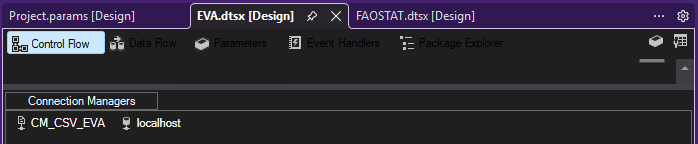 Project.params [Design] EVA.dtsx [Design] FAOSTAT.dtsx [Design]
Control Flow Data Flow Parameters Event Handlers Package Explorer
Connection Managers
CM_CSV_EVA localhost